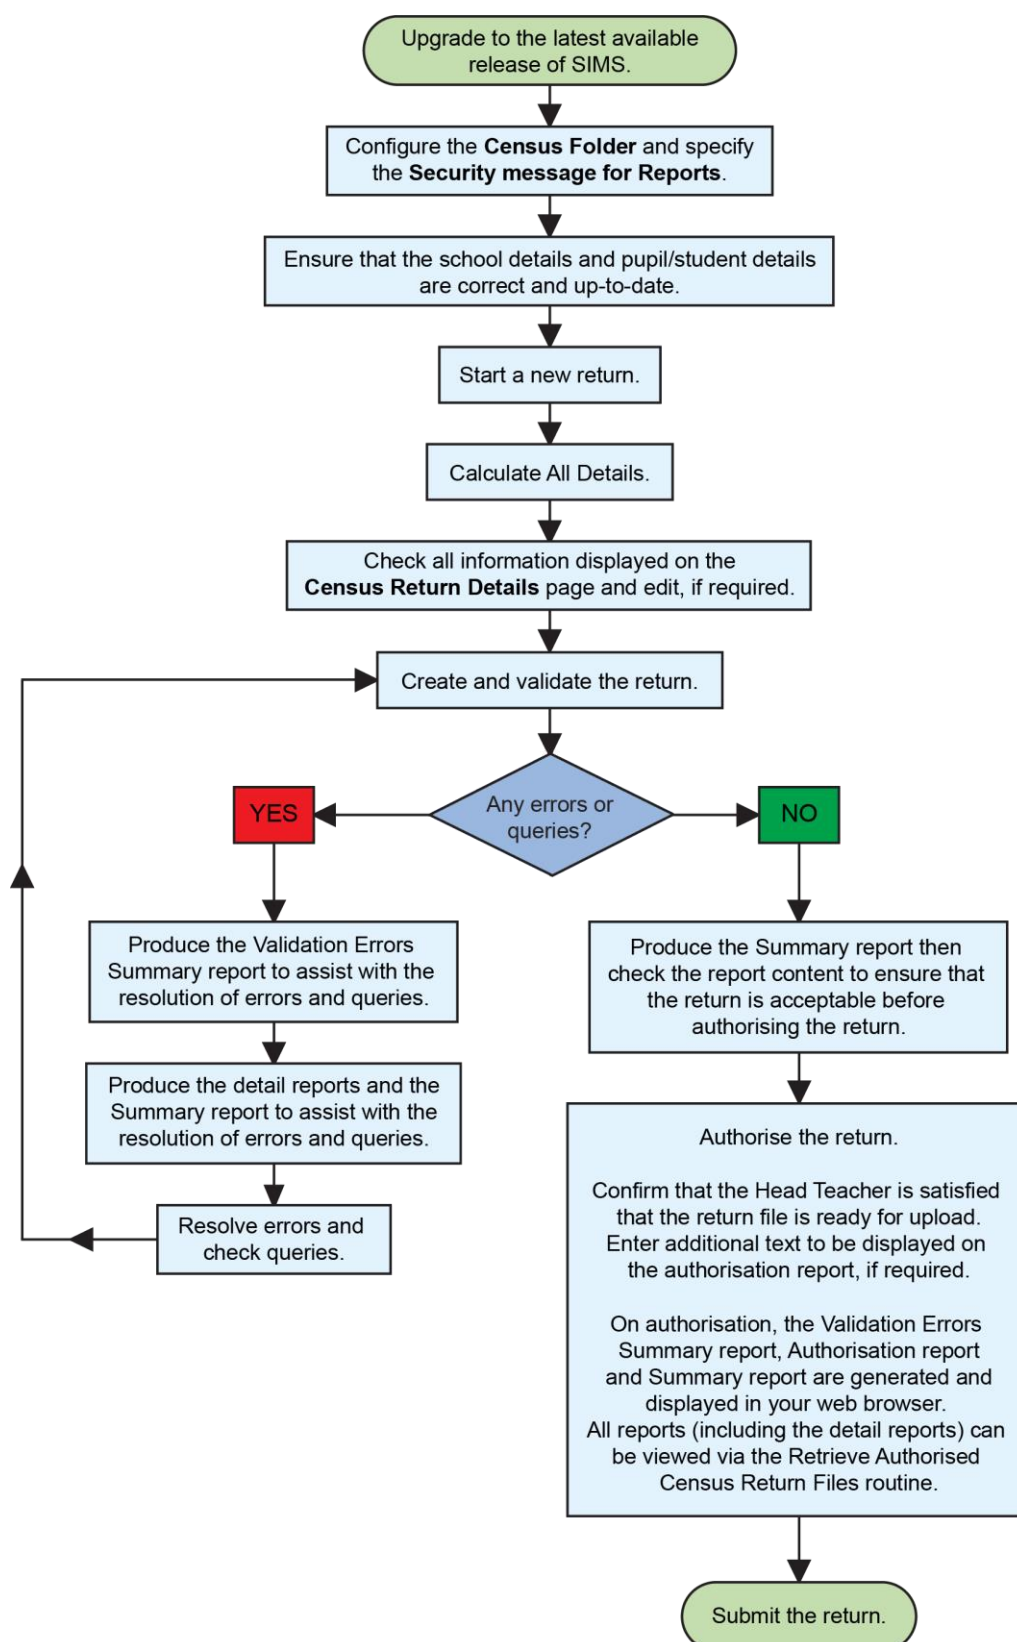 Upgrade to the latest available
release of SIMS.
Configure the Census Folder and specify
the Security message for Reports.
Ensure that the school details and pupil/student details
are correct and up-to-date.
Start a new return.
Calculate All Details.
Check all information displayed on the
Census Return Details page and edit, if required.
Create and validate the return.
Any errors or
queries?
YES
NO
Produce the Validation Errors
Summary report to assist with the
resolution of errors and queries.
Produce the detail reports and the
Summary report to assist with the
resolution of errors and queries.
Resolve errors and
check queries.
Produce the Summary report then
check the report content to ensure that
the return is acceptable before
authorising the return.
Authorise the return.
Confirm that the Head Teacher is satisfied
that the return file is ready for upload.
Enter additional text to be displayed on
the authorisation report, if required.
On authorisation, the Validation Errors
Summary report, Authorisation report
and Summary report are generated and
displayed in your web browser.
All reports (including the detail reports) can
be viewed via the Retrieve Authorised
Census Return Files routine.
Submit the return.